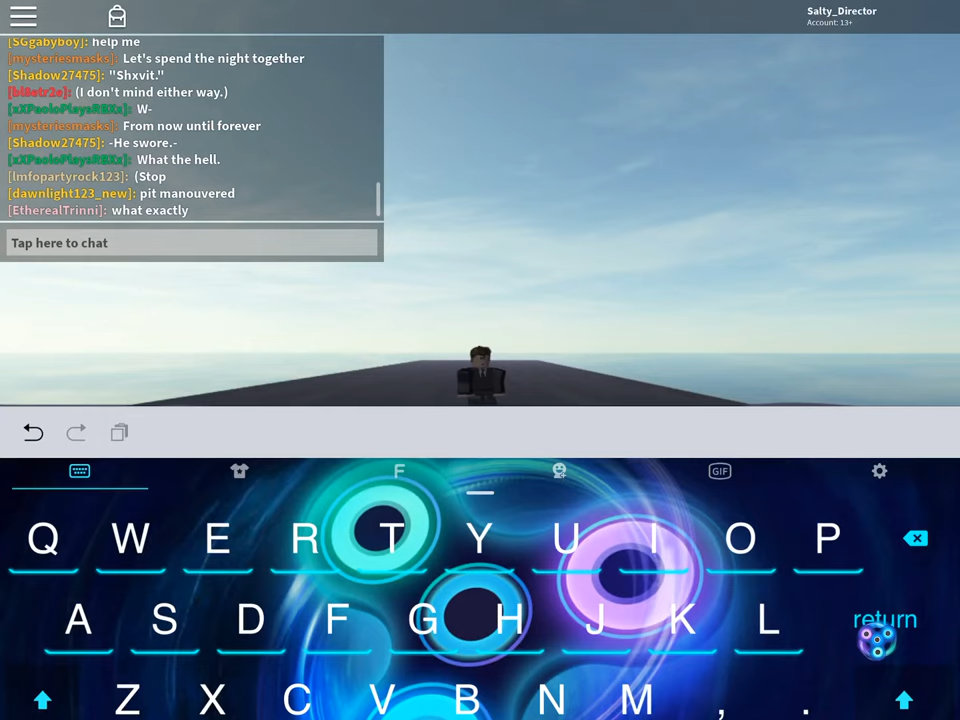 Salty_Director
Account: 13+
[SGgabyboy]: help me
[mysteriesmasks]: Let's spend the night together
[Shadow27475]: "Shxvit."
(I don't mind either way.)
[xXPaoloPlaysRBXx]: W-
[mysteriesmasks]: From now until forever
[Shadow27475]: -He swore.-
[xXPaoloPlaysRBXx]: What the hell.
[lmfopartyrock123]: (Stop
[dawnlight123_new]: pit manouvered
[EtherealTrinni]: what exactly
Tap here to chat
F GIF
Q W E R T Y U I O P
A S D F G H J K L return
Z X C V B N M , .